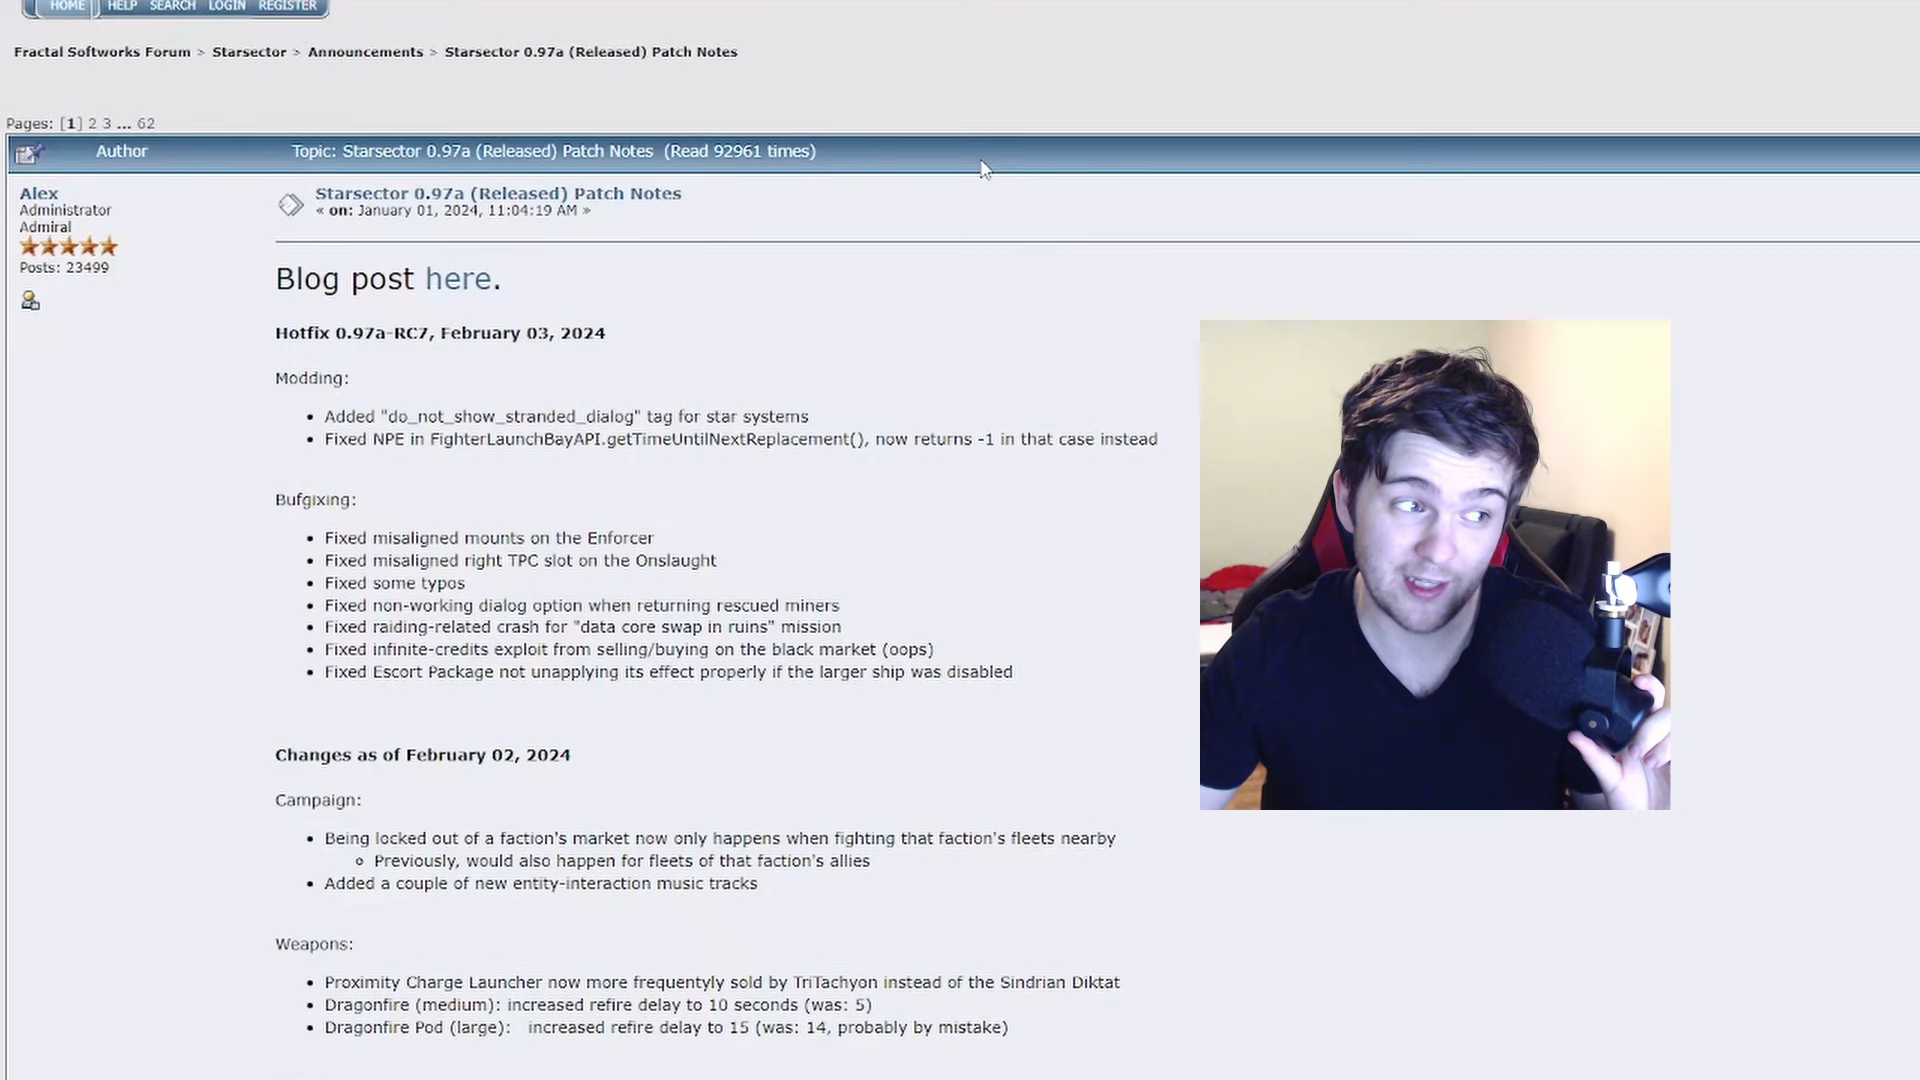 HOME HELP SEARCH LOGIN REGISTER
Fractal Softworks Forum > Starsector > Announcements > Starsector 0.97a (Released) Patch Notes
Pages: [1] 2 3 ... 62
Author Topic: Starsector 0.97a (Released) Patch Notes (Read 92961 times)
Alex
Administrator
Admiral
Posts: 23499
Starsector 0.97a (Released) Patch Notes
« on: January 01, 2024, 11:04:19 AM »
Blog post here.
Hotfix 0.97a-RC7, February 03, 2024
Modding:
• Added "do_not_show_stranded_dialog" tag for star systems
• Fixed NPE in FighterLaunchBayAPI.getTimeUntilNextReplacement(), now returns -1 in that case instead
Bufgixing:
• Fixed misaligned mounts on the Enforcer
• Fixed misaligned right TPC slot on the Onslaught
• Fixed some typos
• Fixed non-working dialog option when returning rescued miners
• Fixed raiding-related crash for "data core swap in ruins" mission
• Fixed infinite-credits exploit from selling/buying on the black market (oops)
• Fixed Escort Package not unapplying its effect properly if the larger ship was disabled
Changes as of February 02, 2024
Campaign:
• Being locked out of a faction's market now only happens when fighting that faction's fleets nearby
◦ Previously, would also happen for fleets of that faction's allies
• Added a couple of new entity-interaction music tracks
Weapons:
• Proximity Charge Launcher now more frequentyly sold by TriTachyon instead of the Sindrian Diktat
• Dragonfire (medium): increased refire delay to 10 seconds (was: 5)
• Dragonfire Pod (large): increased refire delay to 15 (was: 14, probably by mistake)